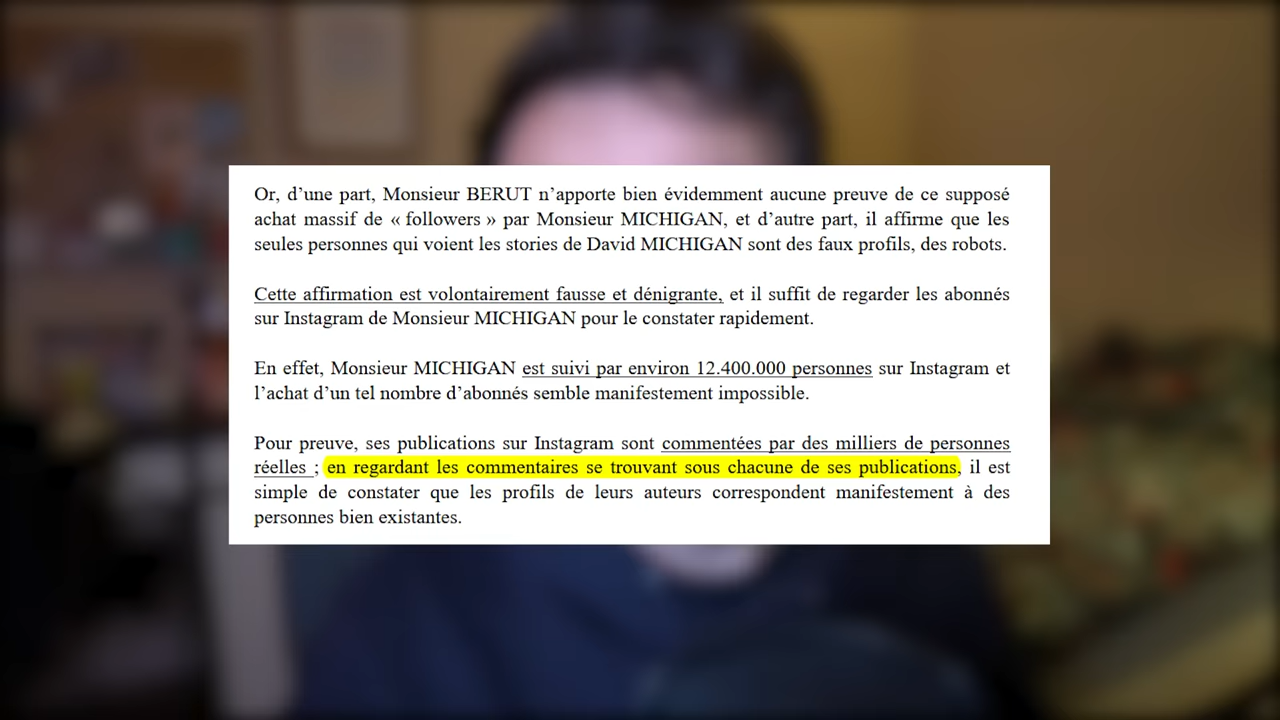 Or, d’une part, Monsieur BERUT n’apporte bien évidemment aucune preuve de ce supposé
achat massif de « followers » par Monsieur MICHIGAN, et d’autre part, il affirme que les
seules personnes qui voient les stories de David MICHIGAN sont des faux profils, des robots.
Cette affirmation est volontairement fausse et dénigrante, et il suffit de regarder les abonnés
sur Instagram de Monsieur MICHIGAN pour le constater rapidement.
En effet, Monsieur MICHIGAN est suivi par environ 12.400.000 personnes sur Instagram et
l’achat d’un tel nombre d’abonnés semble manifestement impossible.
Pour preuve, ses publications sur Instagram sont commentées par des milliers de personnes
réelles ; en regardant les commentaires se trouvant sous chacune de ses publications, il est
simple de constater que les profils de leurs auteurs correspondent manifestement à des
personnes bien existantes.